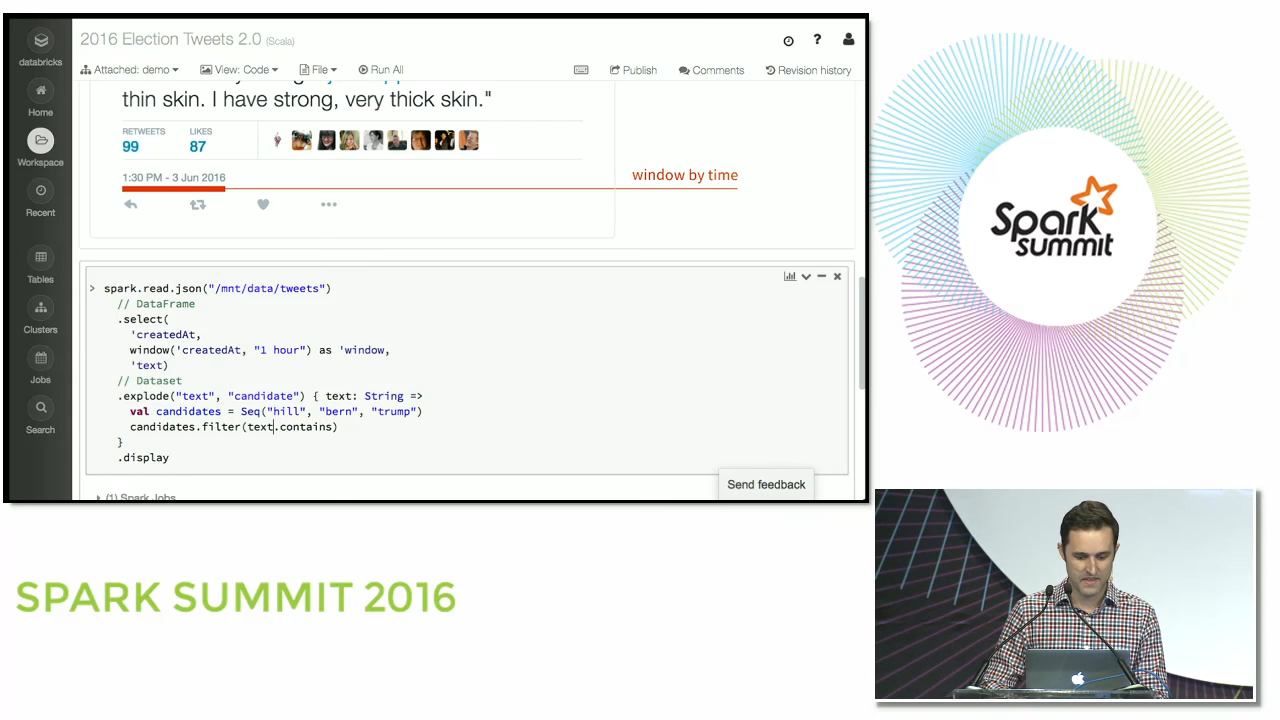 2016 Election Tweets 2.0 (Scala)
databricks
Attached: demo View: Code File Run All Publish Comments Revision history
Home
Workspace
Recent
Tables
Clusters
Jobs
Search
thin skin. I have strong, very thick skin."
RETWEETS LIKES
99 87
1:30 PM - 3 Jun 2016
window by time
> spark.read.json("/mnt/data/tweets")
// DataFrame
.select(
'createdAt,
window('createdAt, "1 hour") as 'window,
'text)
// Dataset
.explode("text", "candidate") { text: String =>
val candidates = Seq("hill", "bern", "trump")
candidates.filter(text.contains)
}
.display
Send feedback
(1) Spark Jobs
Spark
summit
SPARK SUMMIT 2016